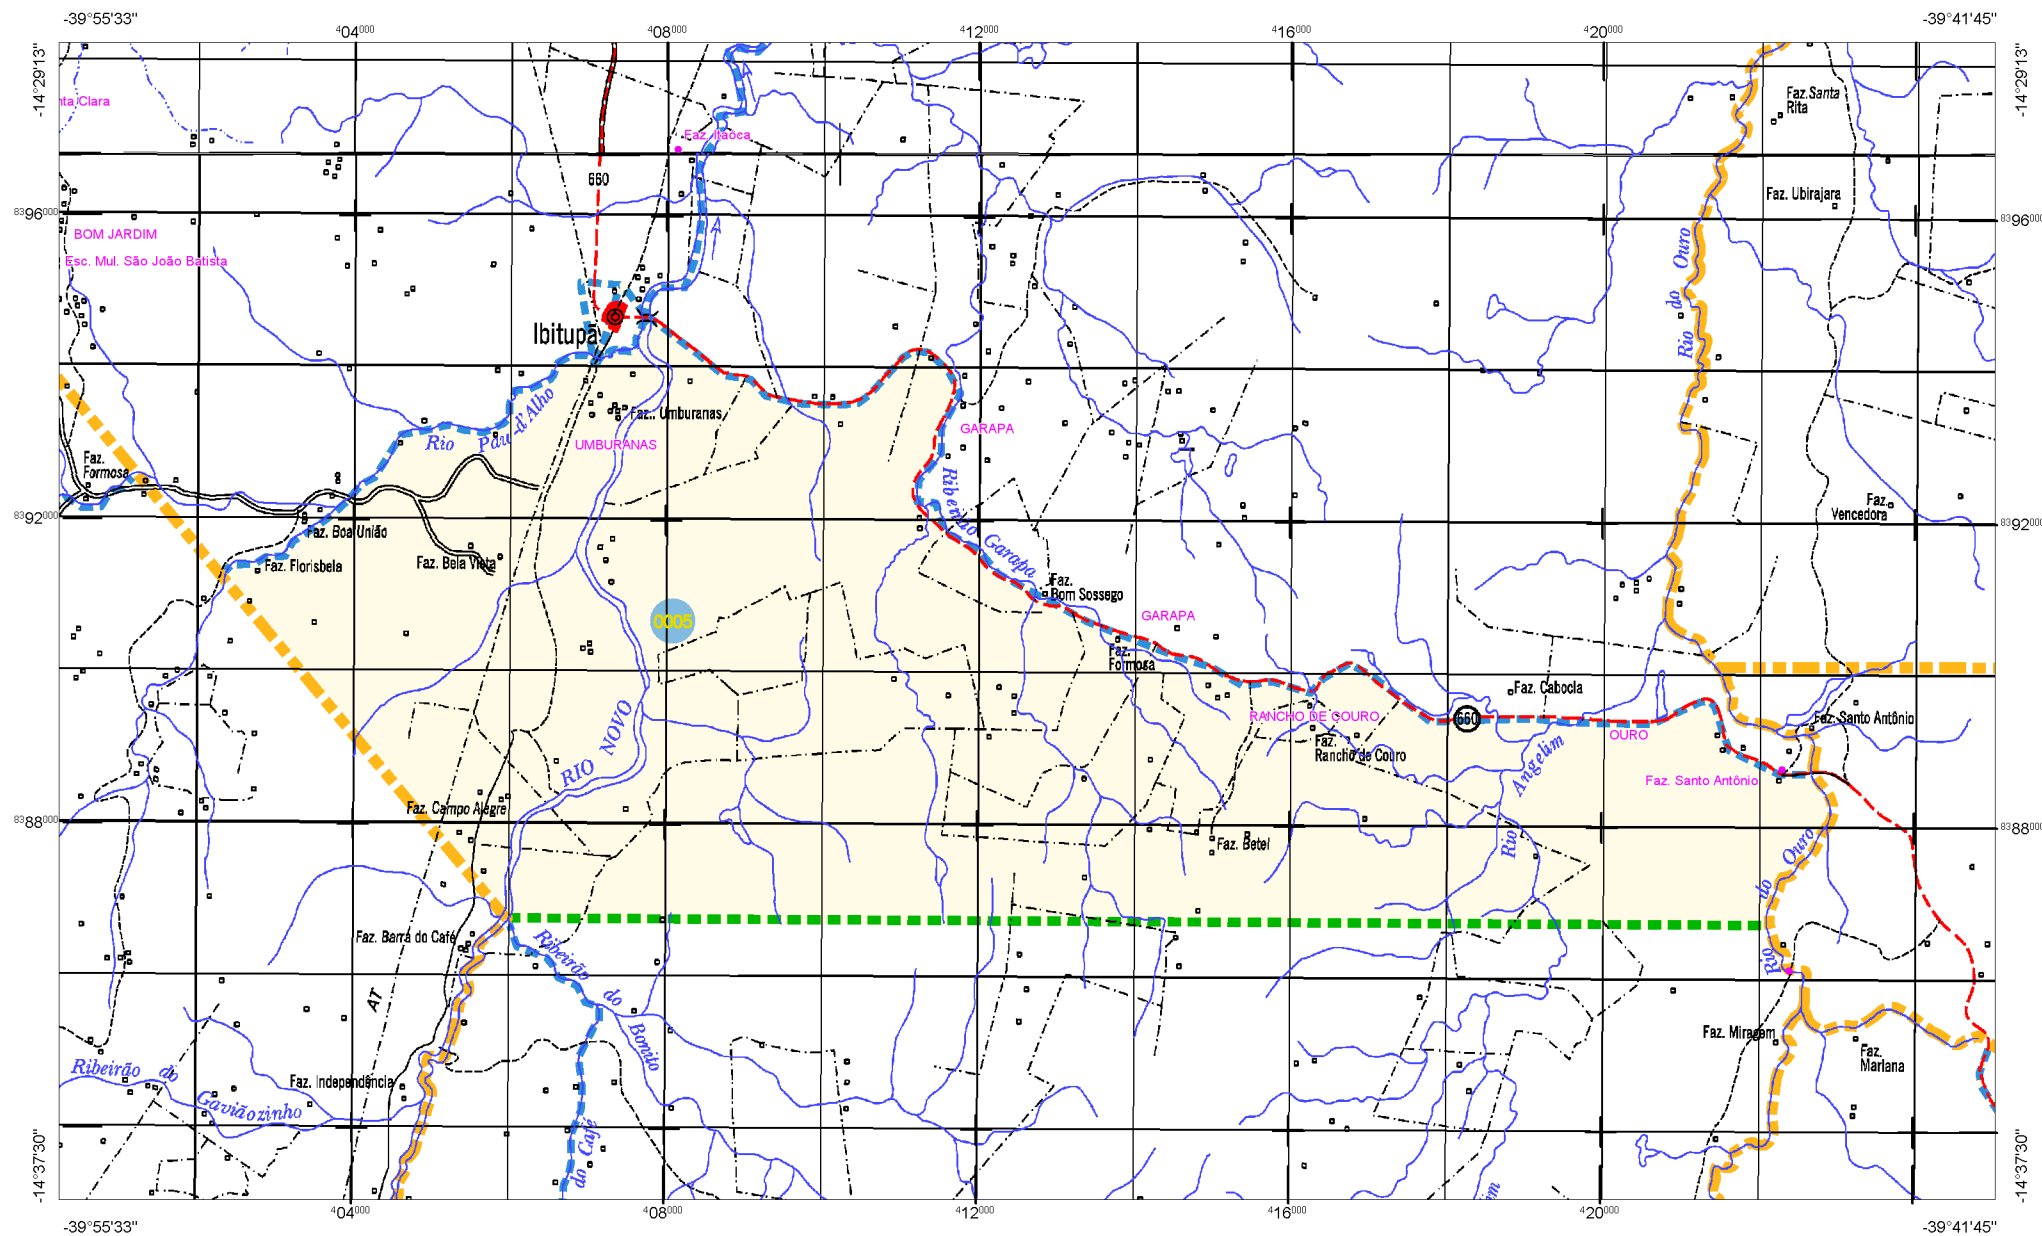 -39°55'33"
-39°41'45"
404000
408000
412000
416000
420000
-14°29'13"
-14°29'13"
nta Clara
Faz. Santa
Rita
Faz. Itaóca
660
Faz. Ubirajara
8396000
8396000
BOM JARDIM
Esc. Mul. São João Batista
Rio do Ouro
Ibitupã
Rio Pau d'Alho
Faz. Umburanas
UMBURANAS
GARAPA
Faz.
Formosa
Ribeirão Garapa
Faz.
Vencedora
8392000
8392000
Faz. Boa União
Faz. Florisbela
Faz. Bela Vista
Faz.
Bom Sossego
0005
GARAPA
Faz.
Formosa
Faz. Cabocla
RANCHO DE COURO
660
Faz. Santo Antônio
OURO
Faz.
Rancho de Couro
RIO NOVO
Rio Angelim
Faz. Santo Antônio
Faz. Campo Alegre
8388000
8388000
Faz. Betel
Rio do Ouro
Faz. Barra do Café
Ribeirão do Bonito
AT
Faz. Miragem
Faz.
Mariana
Ribeirão do Gaviãozinho
Faz. Independência
do Café
-14°37'30"
-14°37'30"
404000
408000
412000
416000
420000
-39°55'33"
-39°41'45"